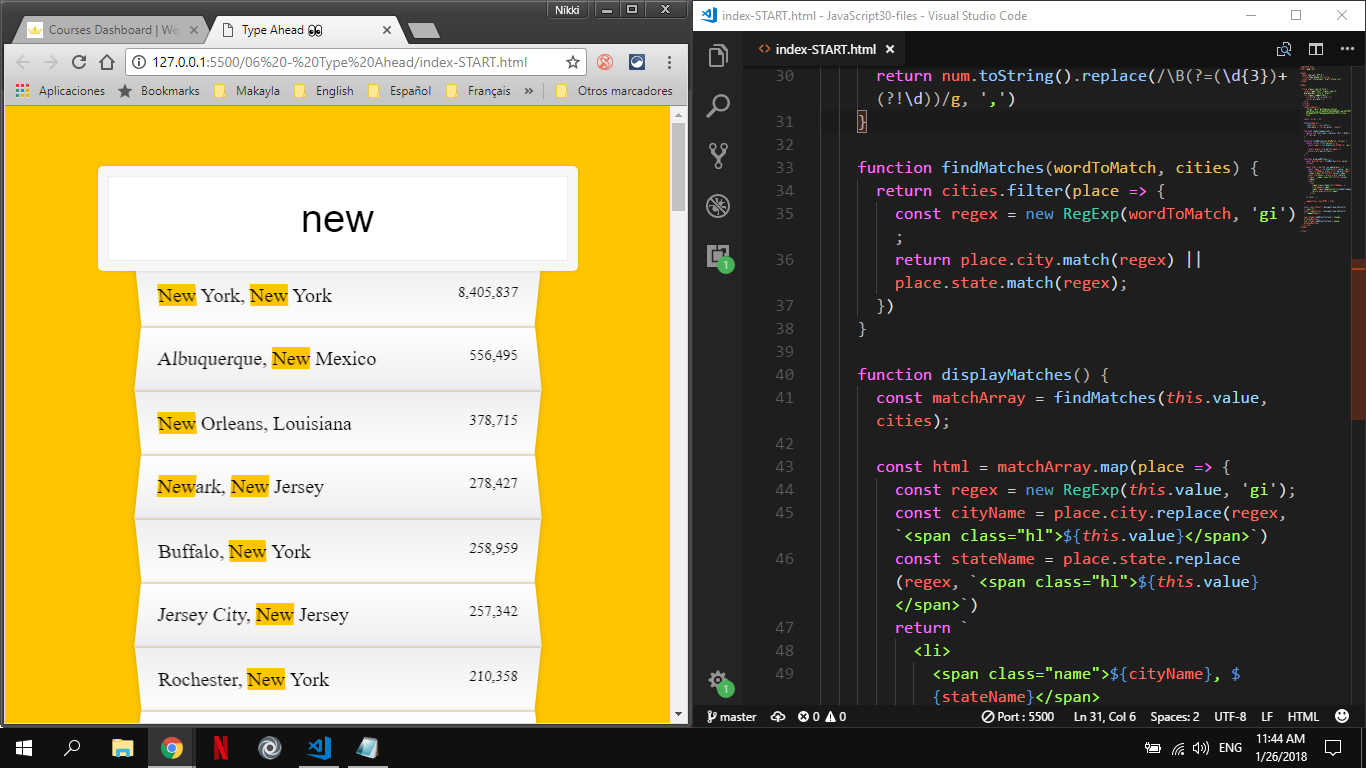 Nikki
Courses Dashboard | We
Type Ahead 👀
127.0.0.1:5500/06%20-%20Type%20Ahead/index-START.html
Aplicaciones
Bookmarks
Makayla
English
Español
Français
»
Otros marcadores
new
New York, New York
8,405,837
Albuquerque, New Mexico
556,495
New Orleans, Louisiana
378,715
Newark, New Jersey
278,427
Buffalo, New York
258,959
Jersey City, New Jersey
257,342
Rochester, New York
210,358
index-START.html - JavaScript30-files - Visual Studio Code
<> index-START.html
1
1
30 return num.toString().replace(/\B(?=(\d{3})+
(?!\d))/g, ',')
31 }
32
33 function findMatches(wordToMatch, cities) {
34 return cities.filter(place => {
35 const regex = new RegExp(wordToMatch, 'gi')
;
36 return place.city.match(regex) ||
place.state.match(regex);
37 })
38 }
39
40 function displayMatches() {
41 const matchArray = findMatches(this.value,
cities);
42
43 const html = matchArray.map(place => {
44 const regex = new RegExp(this.value, 'gi');
45 const cityName = place.city.replace(regex,
`<span class="hl">${this.value}</span>`)
46 const stateName = place.state.replace
(regex, `<span class="hl">${this.value}
</span>`)
47 return `
48 <li>
49 <span class="name">${cityName}, $
{stateName}</span>
master
0
0
Port : 5500
Ln 31, Col 6
Spaces: 2
UTF-8
LF
HTML
N
ENG
11:44 AM
1/26/2018